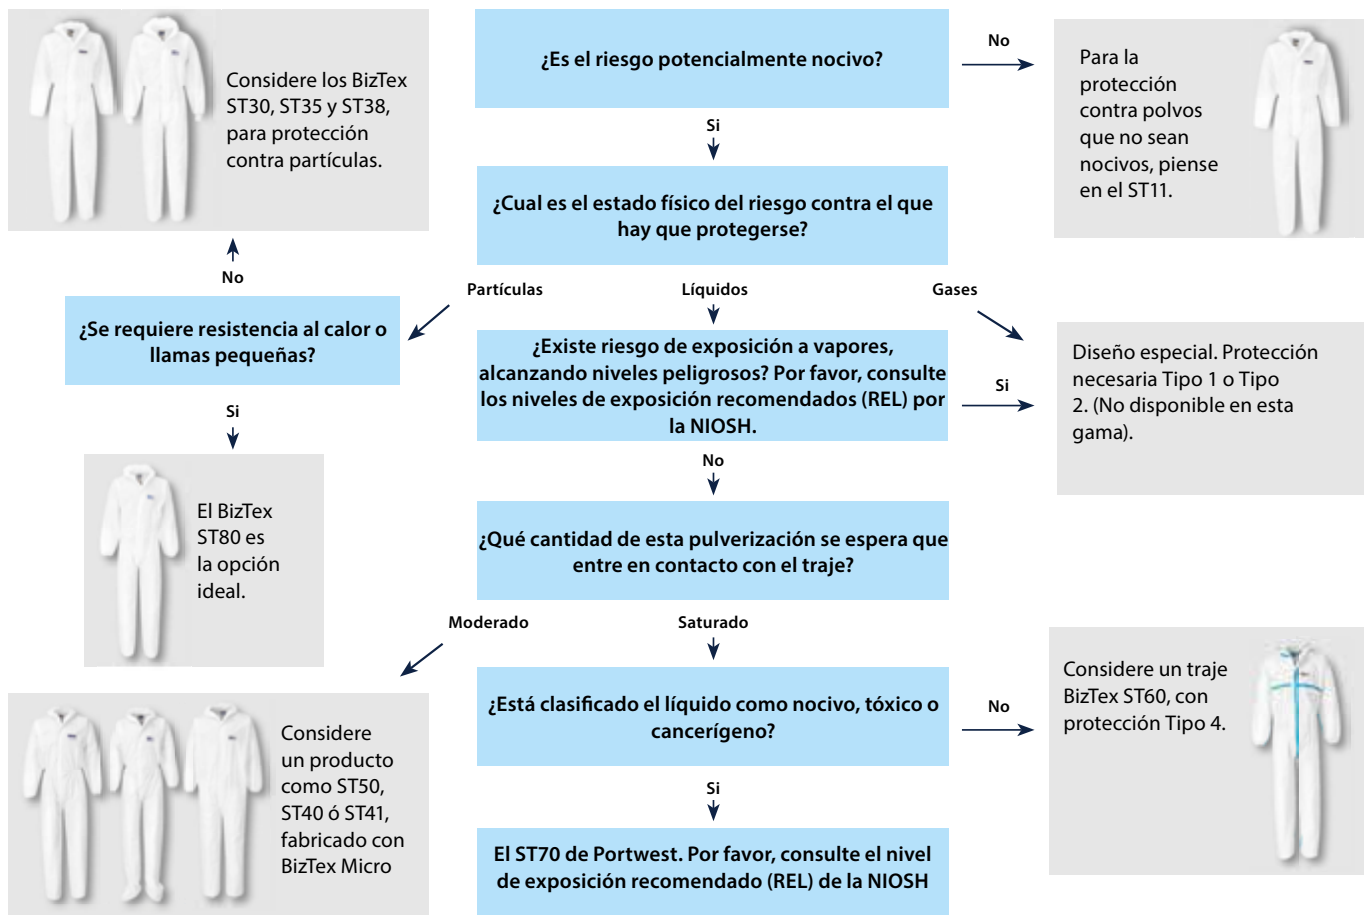 ¿Es el riesgo potencialmente nocivo?
No
Para la
protección
contra polvos
que no sean
nocivos, piense
en el ST11.
Si
¿Cual es el estado físico del riesgo contra el que
hay que protegerse?
Considere los BizTex
ST30, ST35 y ST38,
para protección
contra partículas.
No
Partículas
Líquidos
Gases
¿Se requiere resistencia al calor o
llamas pequeñas?
¿Existe riesgo de exposición a vapores,
alcanzando niveles peligrosos? Por favor, consulte
los niveles de exposición recomendados (REL) por
la NIOSH.
Si
Diseño especial. Protección
necesaria Tipo 1 o Tipo
2. (No disponible en esta
gama).
Si
El BizTex
ST80 es
la opción
ideal.
No
¿Qué cantidad de esta pulverización se espera que
entre en contacto con el traje?
Moderado
Saturado
Considere
un producto
como ST50,
ST40 ó ST41,
fabricado con
BizTex Micro
¿Está clasificado el líquido como nocivo, tóxico o
cancerígeno?
No
Considere un traje
BizTex ST60, con
protección Tipo 4.
Si
El ST70 de Portwest. Por favor, consulte el nivel
de exposición recomendado (REL) de la NIOSH